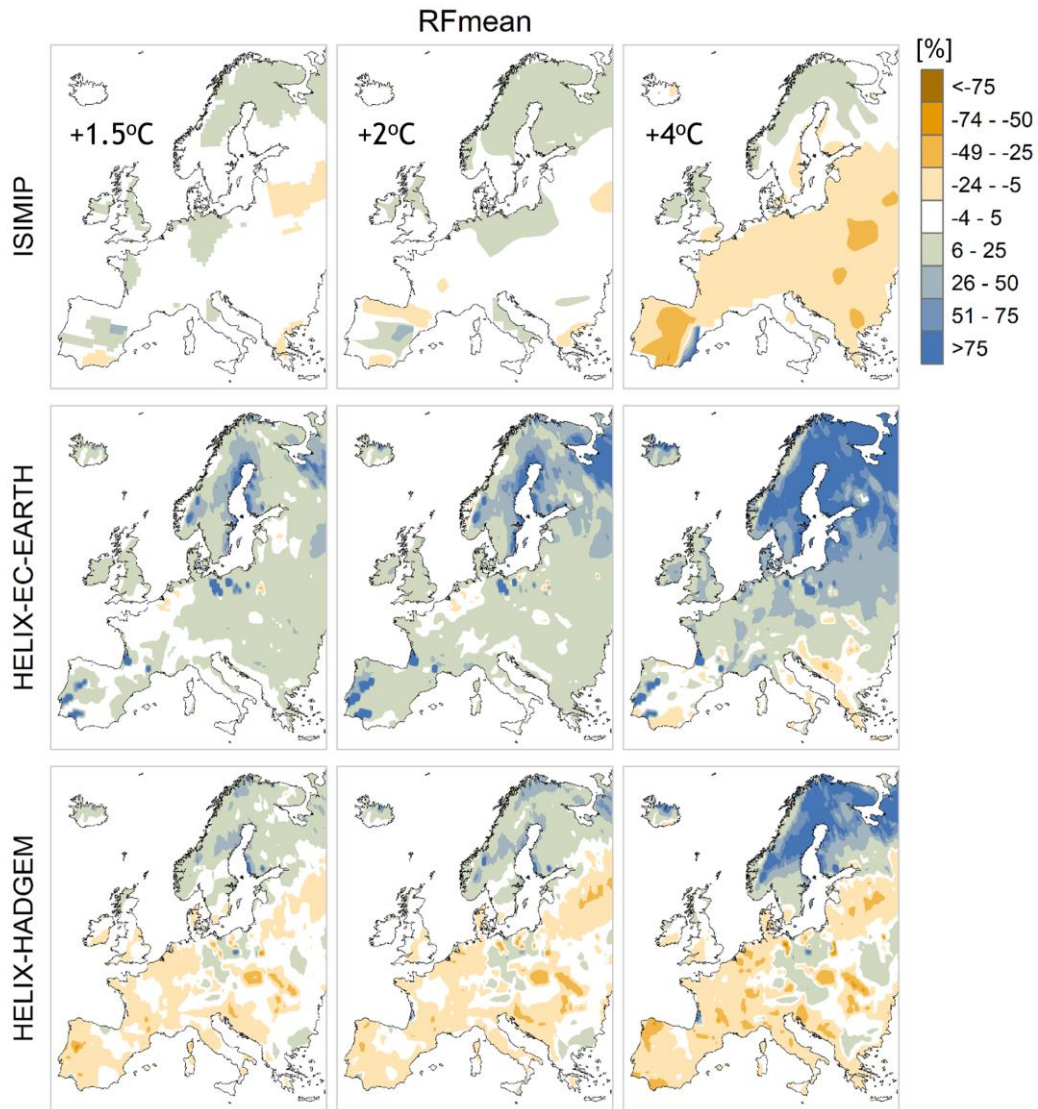 RFmean
+1.5°C
+2°C
+4°C
[%]
<-75
-74 - -50
-49 - -25
-24 - -5
-4 - 5
6 - 25
26 - 50
51 - 75
>75
ISIMIP
HELIX-EC-EARTH
HELIX-HADGEM